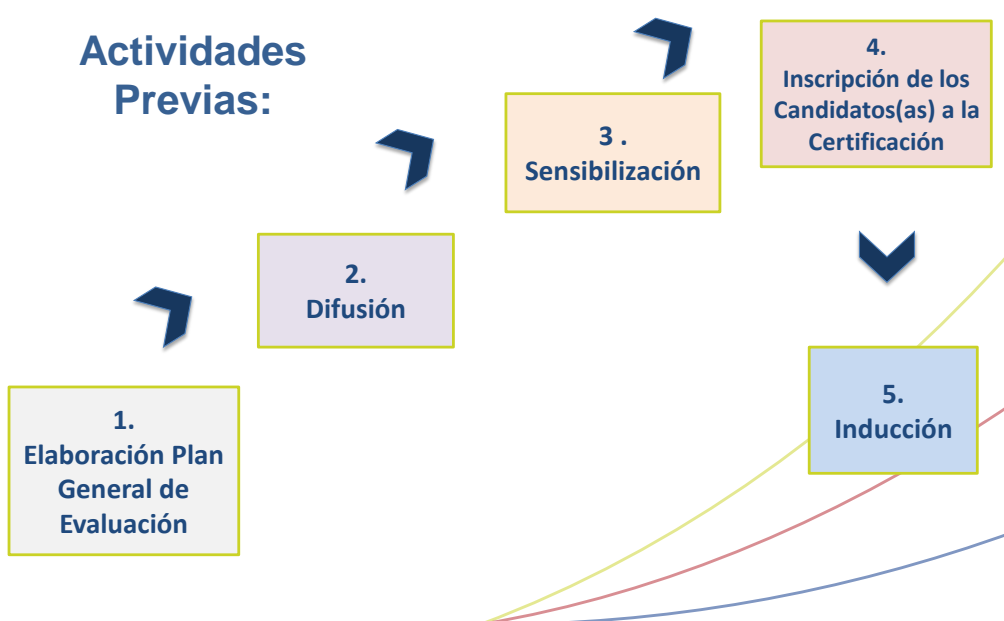 Actividades
Previas:
1.
Elaboración Plan
General de
Evaluación
2.
Difusión
3 .
Sensibilización
4.
Inscripción de los
Candidatos(as) a la
Certificación
5.
Inducción